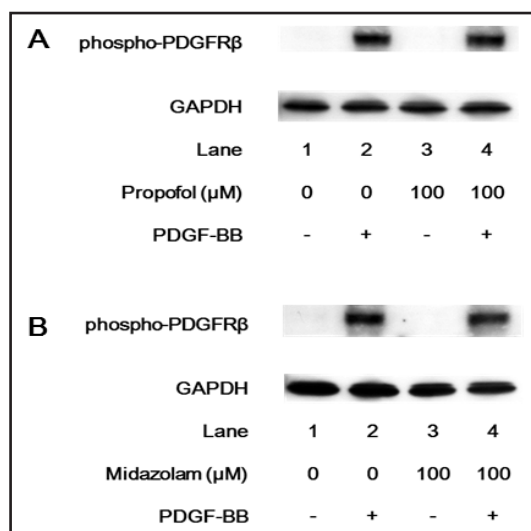 A phospho-PDGFRβ
GAPDH
Lane 1 2 3 4
Propofol (μM) 0 0 100 100
PDGF-BB - + - +
B phospho-PDGFRβ
GAPDH
Lane 1 2 3 4
Midazolam (μM) 0 0 100 100
PDGF-BB - + - +